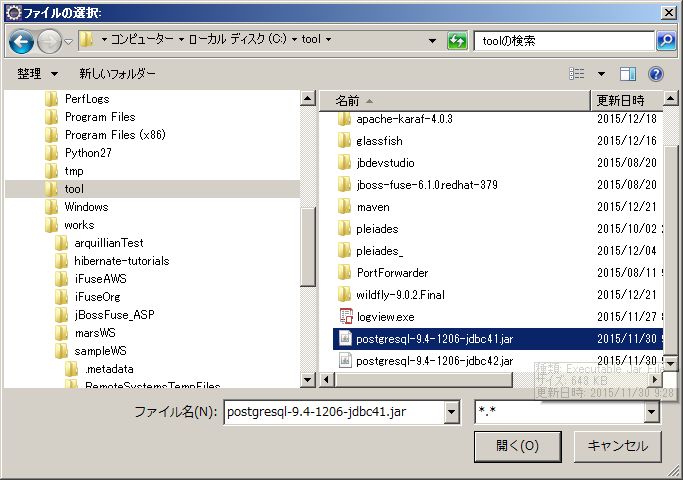 ファイルの選択:
コンピューター
ローカル ディスク (C:)
tool
toolの検索
整理
新しいフォルダー
PerfLogs
Program Files
Program Files (x86)
Python27
tmp
tool
Windows
works
arquillianTest
hibernate-tutorials
iFuseAWS
iFuseOrg
jBossFuse_ASP
marsWS
sampleWS
.metadata
RemoteSystemsTempFiles
名前 更新日時
apache-karaf-4.0.3 2015/12/18
glassfish 2015/12/16
jbdevstudio 2015/08/20
jboss-fuse-6.1.0.redhat-379 2015/08/20
maven 2015/12/21
pleiades 2015/10/02 2
pleiades_ 2015/12/04
PortForwarder 2015/08/11 9
wildfly-9.0.2.Final 2015/12/21
logview.exe 2015/11/27 8
postgresql-9.4-1206-jdbc41.jar 2015/11/30 9
postgresql-9.4-1206-jdbc42.jar 2015/11/30 9
種類: Executable Jar File
サイズ: 648 KB
更新日時: 2015/11/30 9:28
ファイル名(N):
postgresql-9.4-1206-jdbc41.jar
*.*
開く(O)
キャンセル